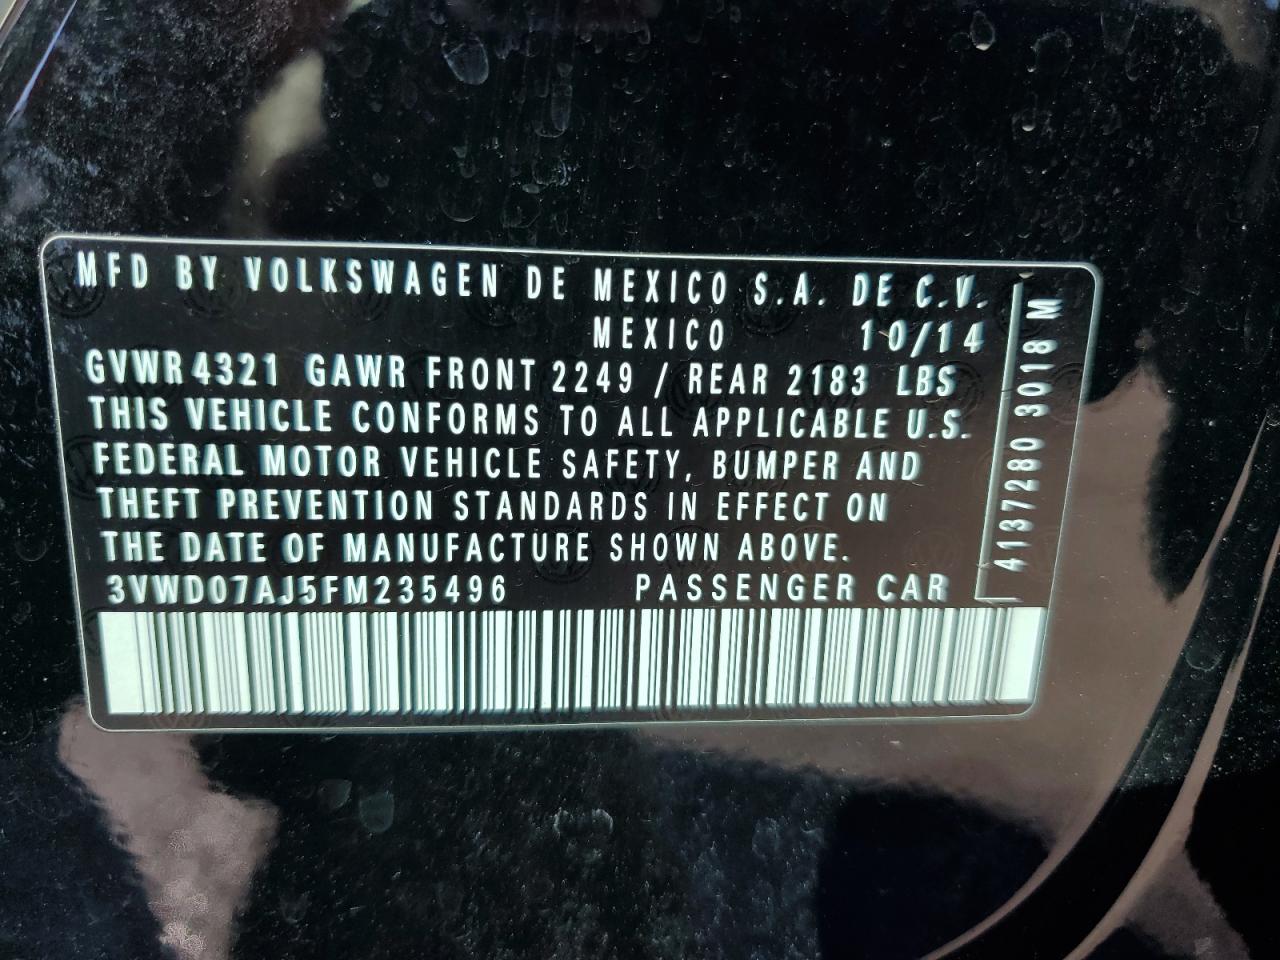 MFD BY VOLKSWAGEN DE MEXICO S.A. DE C.V.
MEXICO 10/14
GVWR 4321 GAWR FRONT 2249 / REAR 2183 LBS
THIS VEHICLE CONFORMS TO ALL APPLICABLE U.S.
FEDERAL MOTOR VEHICLE SAFETY, BUMPER AND
THEFT PREVENTION STANDARDS IN EFFECT ON
THE DATE OF MANUFACTURE SHOWN ABOVE.
3VWD07AJ5FM235496 PASSENGER CAR
4137280 3018 M